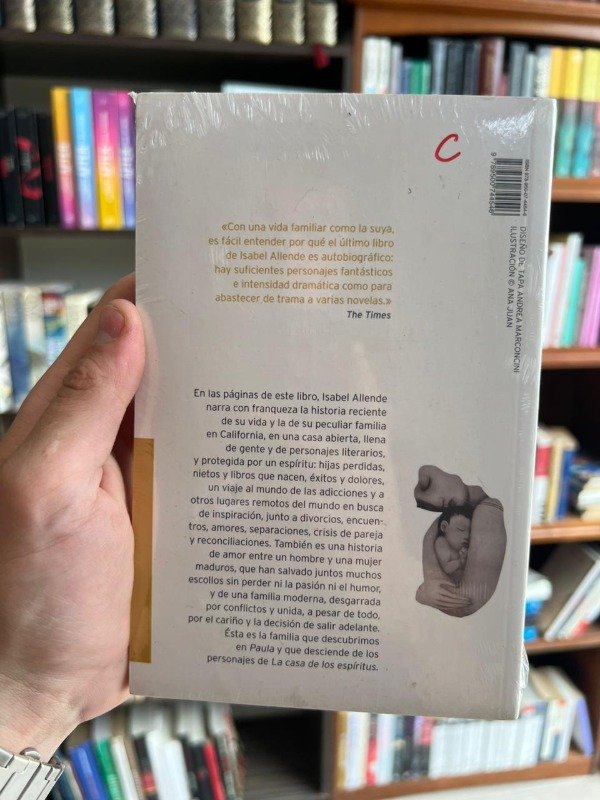 C
ISBN 978-950-07-4484-6
9 789500 744846
DISEÑO DE TAPA: ANDREA MARCONCINI
ILUSTRACIÓN © ANA JUAN
«Con una vida familiar como la suya,
es fácil entender por qué el último libro
de Isabel Allende es autobiográfico:
hay suficientes personajes fantásticos
e intensidad dramática como para
abastecer de trama a varias novelas.»
The Times
En las páginas de este libro, Isabel Allende
narra con franqueza la historia reciente
de su vida y la de su peculiar familia
en California, en una casa abierta, llena
de gente y de personajes literarios,
y protegida por un espíritu: hijas perdidas,
nietos y libros que nacen, éxitos y dolores,
un viaje al mundo de las adicciones y a
otros lugares remotos del mundo en busca
de inspiración, junto a divorcios, encuen-
tros, amores, separaciones, crisis de pareja
y reconciliaciones. También es una historia
de amor entre un hombre y una mujer
maduros, que han salvado juntos muchos
escollos sin perder ni la pasión ni el humor,
y de una familia moderna, desgarrada
por conflictos y unida, a pesar de todo,
por el cariño y la decisión de salir adelante.
Ésta es la familia que descubrimos
en Paula y que desciende de los
personajes de La casa de los espíritus.